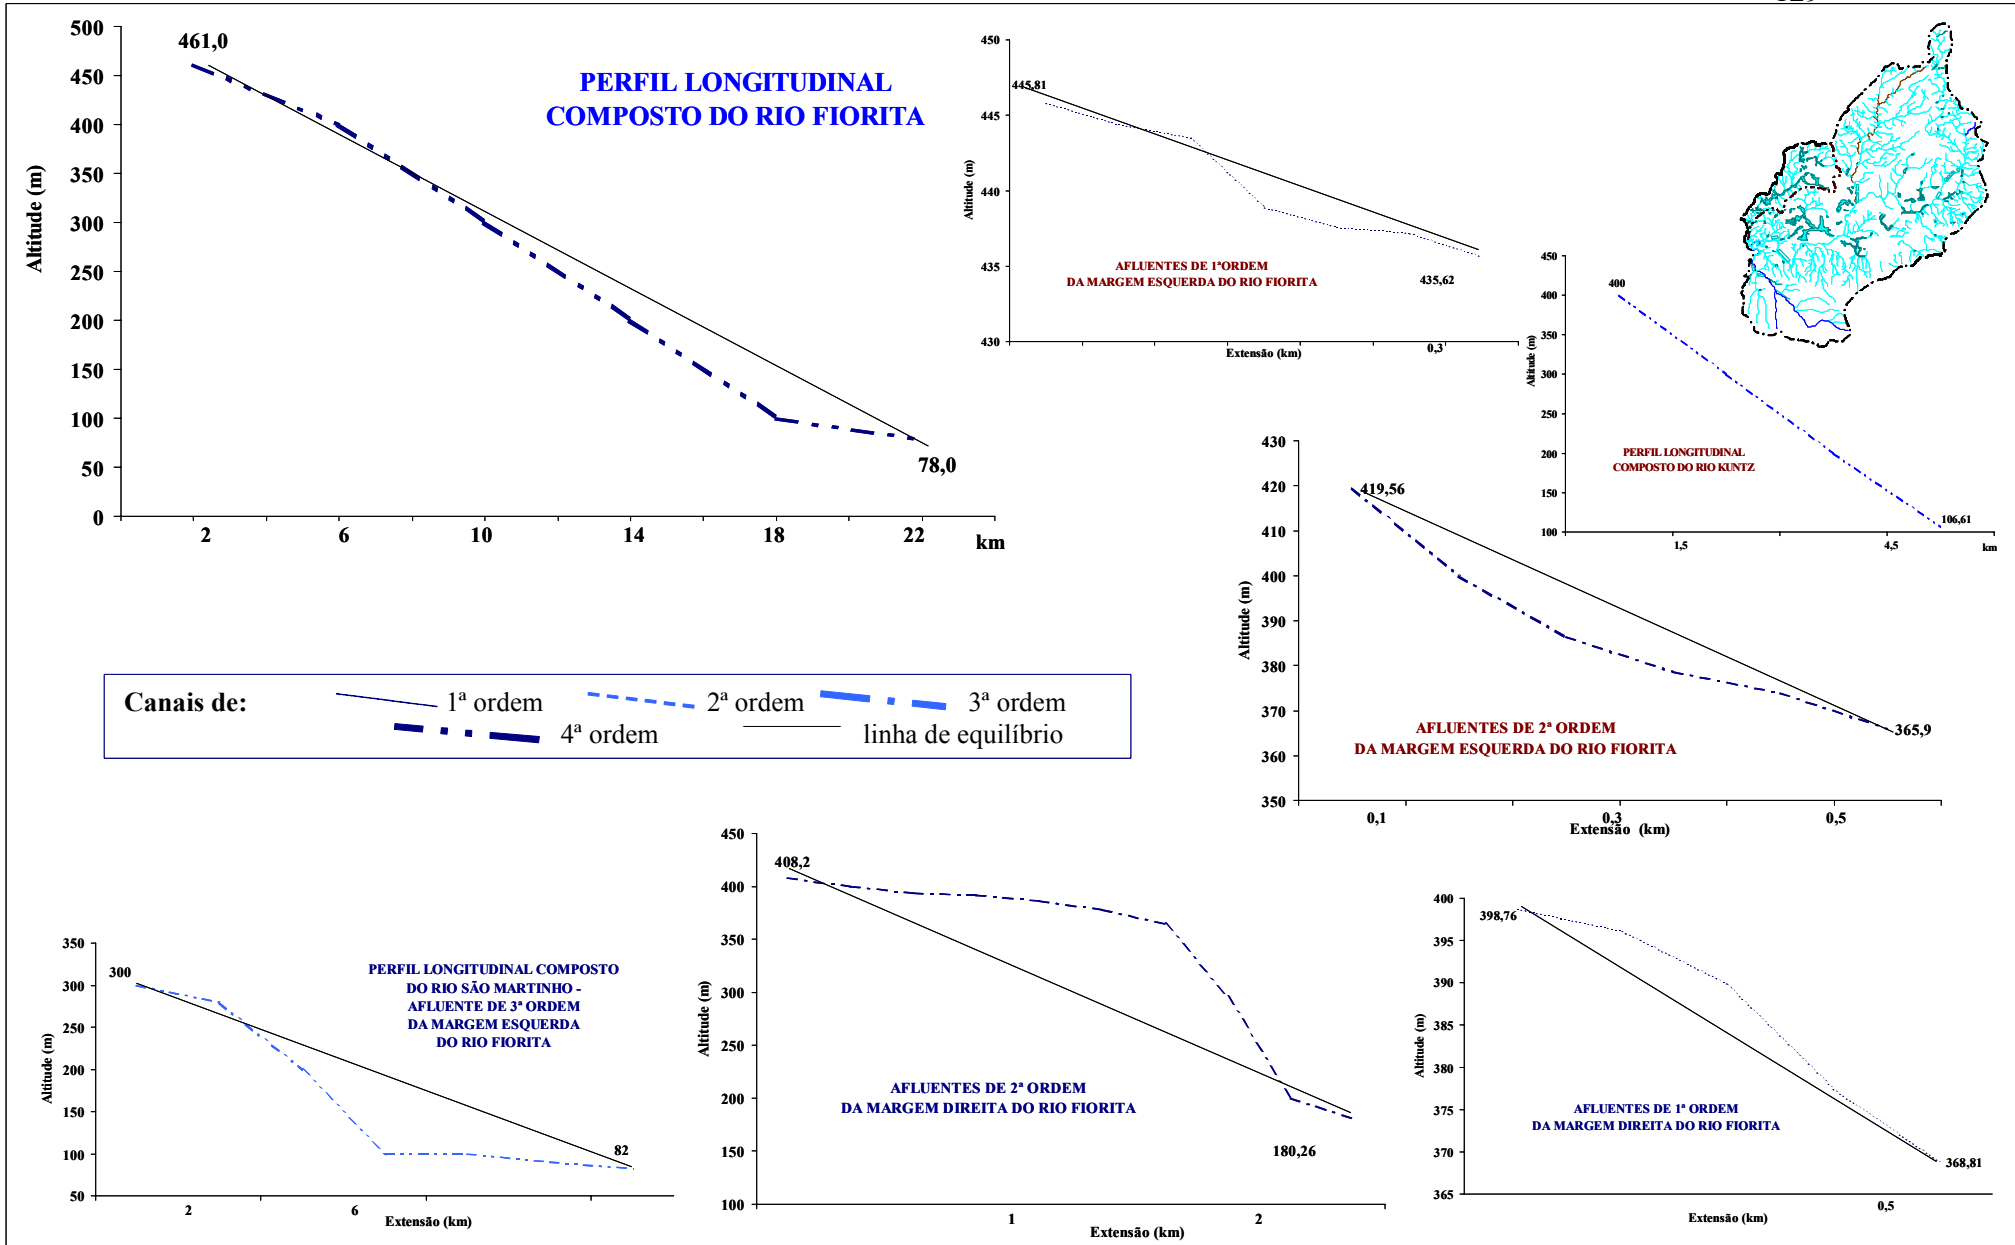 500
450
400
350
300
250
200
150
100
50
0
Altitude (m)
461,0
PERFIL LONGITUDINAL
COMPOSTO DO RIO FIORITA
78,0
2 6 10 14 18 22 km
450
445
440
435
430
Altitude (m)
445,81
AFLUENTES DE 1ªORDEM
DA MARGEM ESQUERDA DO RIO FIORITA
435,62
0,3
Extensão (km)
450
400
350
300
250
200
150
100
Altitude (m)
400
PERFIL LONGITUDINAL
COMPOSTO DO RIO KUNTZ
106,61
1,5 4,5 km
430
420
410
400
390
380
370
360
350
Altitude (m)
419,56
AFLUENTES DE 2ª ORDEM
DA MARGEM ESQUERDA DO RIO FIORITA
365,9
0,1 0,3 0,5
Extensão (km)
Canais de: 1ª ordem 2ª ordem 3ª ordem
4ª ordem linha de equilíbrio
350
300
250
200
150
100
50
Altitude (m)
300
PERFIL LONGITUDINAL COMPOSTO
DO RIO SÃO MARTINHO -
AFLUENTE DE 3ª ORDEM
DA MARGEM ESQUERDA
DO RIO FIORITA
82
2 6
Extensão (km)
450
400
350
300
250
200
150
100
Altitude (m)
408,2
AFLUENTES DE 2ª ORDEM
DA MARGEM DIREITA DO RIO FIORITA
180,26
1 2
Extensão (km)
400
395
390
385
380
375
370
365
Altitude (m)
398,76
AFLUENTES DE 1ª ORDEM
DA MARGEM DIREITA DO RIO FIORITA
368,81
0,5
Extensão (km)